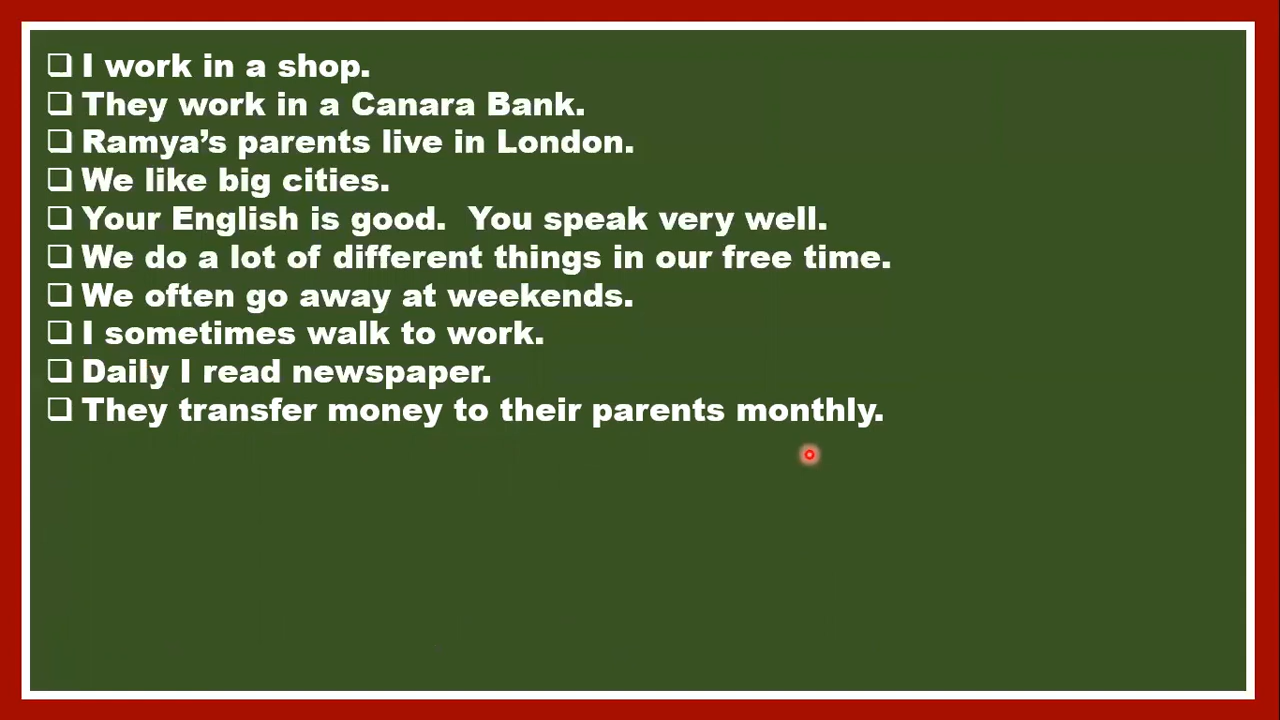 ❑ I work in a shop.
❑ They work in a Canara Bank.
❑ Ramya’s parents live in London.
❑ We like big cities.
❑ Your English is good.  You speak very well.
❑ We do a lot of different things in our free time.
❑ We often go away at weekends.
❑ I sometimes walk to work.
❑ Daily I read newspaper.
❑ They transfer money to their parents monthly.